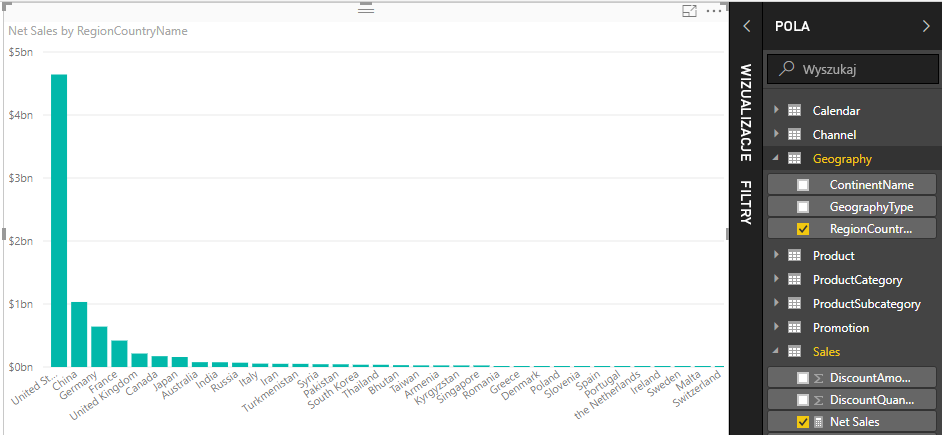 Net Sales by RegionCountryName
$5bn
$4bn
$3bn
$2bn
$1bn
$0bn
United St...
China
Germany
France
United Kingdom
Canada
Japan
Australia
India
Russia
Italy
Iran
Turkmenistan
Syria
Pakistan
South Korea
Thailand
Bhutan
Taiwan
Armenia
Kyrgyzstan
Singapore
Romania
Greece
Denmark
Poland
Slovenia
Spain
Portugal
the Netherlands
Ireland
Sweden
Malta
Switzerland
WIZUALIZACJE
FILTRY
POLA
Wyszukaj
Calendar
Channel
Geography
ContinentName
GeographyType
RegionCountr...
Product
ProductCategory
ProductSubcategory
Promotion
Sales
DiscountAmo...
DiscountQuan...
Net Sales